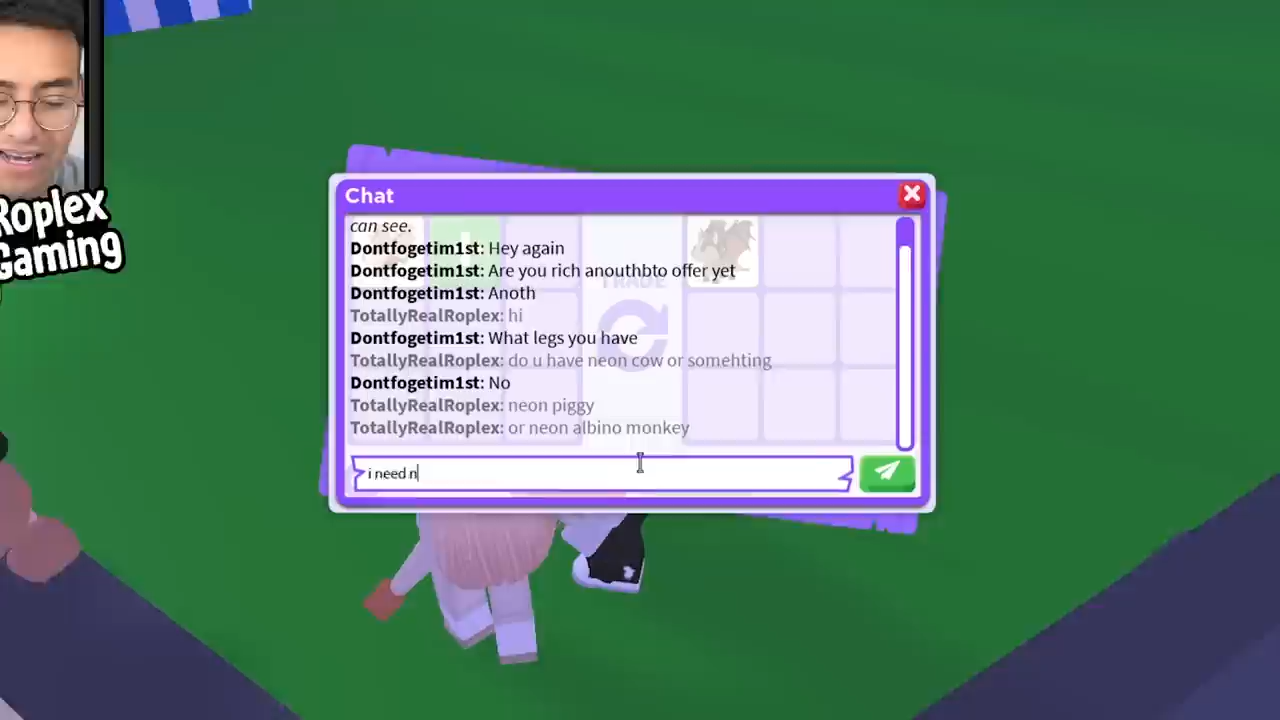 Roplex
Gaming
Chat
can see.
Dontfogetim1st: Hey again
Dontfogetim1st: Are you rich anouthbto offer yet
Dontfogetim1st: Anoth
TotallyRealRoplex: hi
Dontfogetim1st: What legs you have
TotallyRealRoplex: do u have neon cow or somehting
Dontfogetim1st: No
TotallyRealRoplex: neon piggy
TotallyRealRoplex: or neon albino monkey
i need n
TRADE